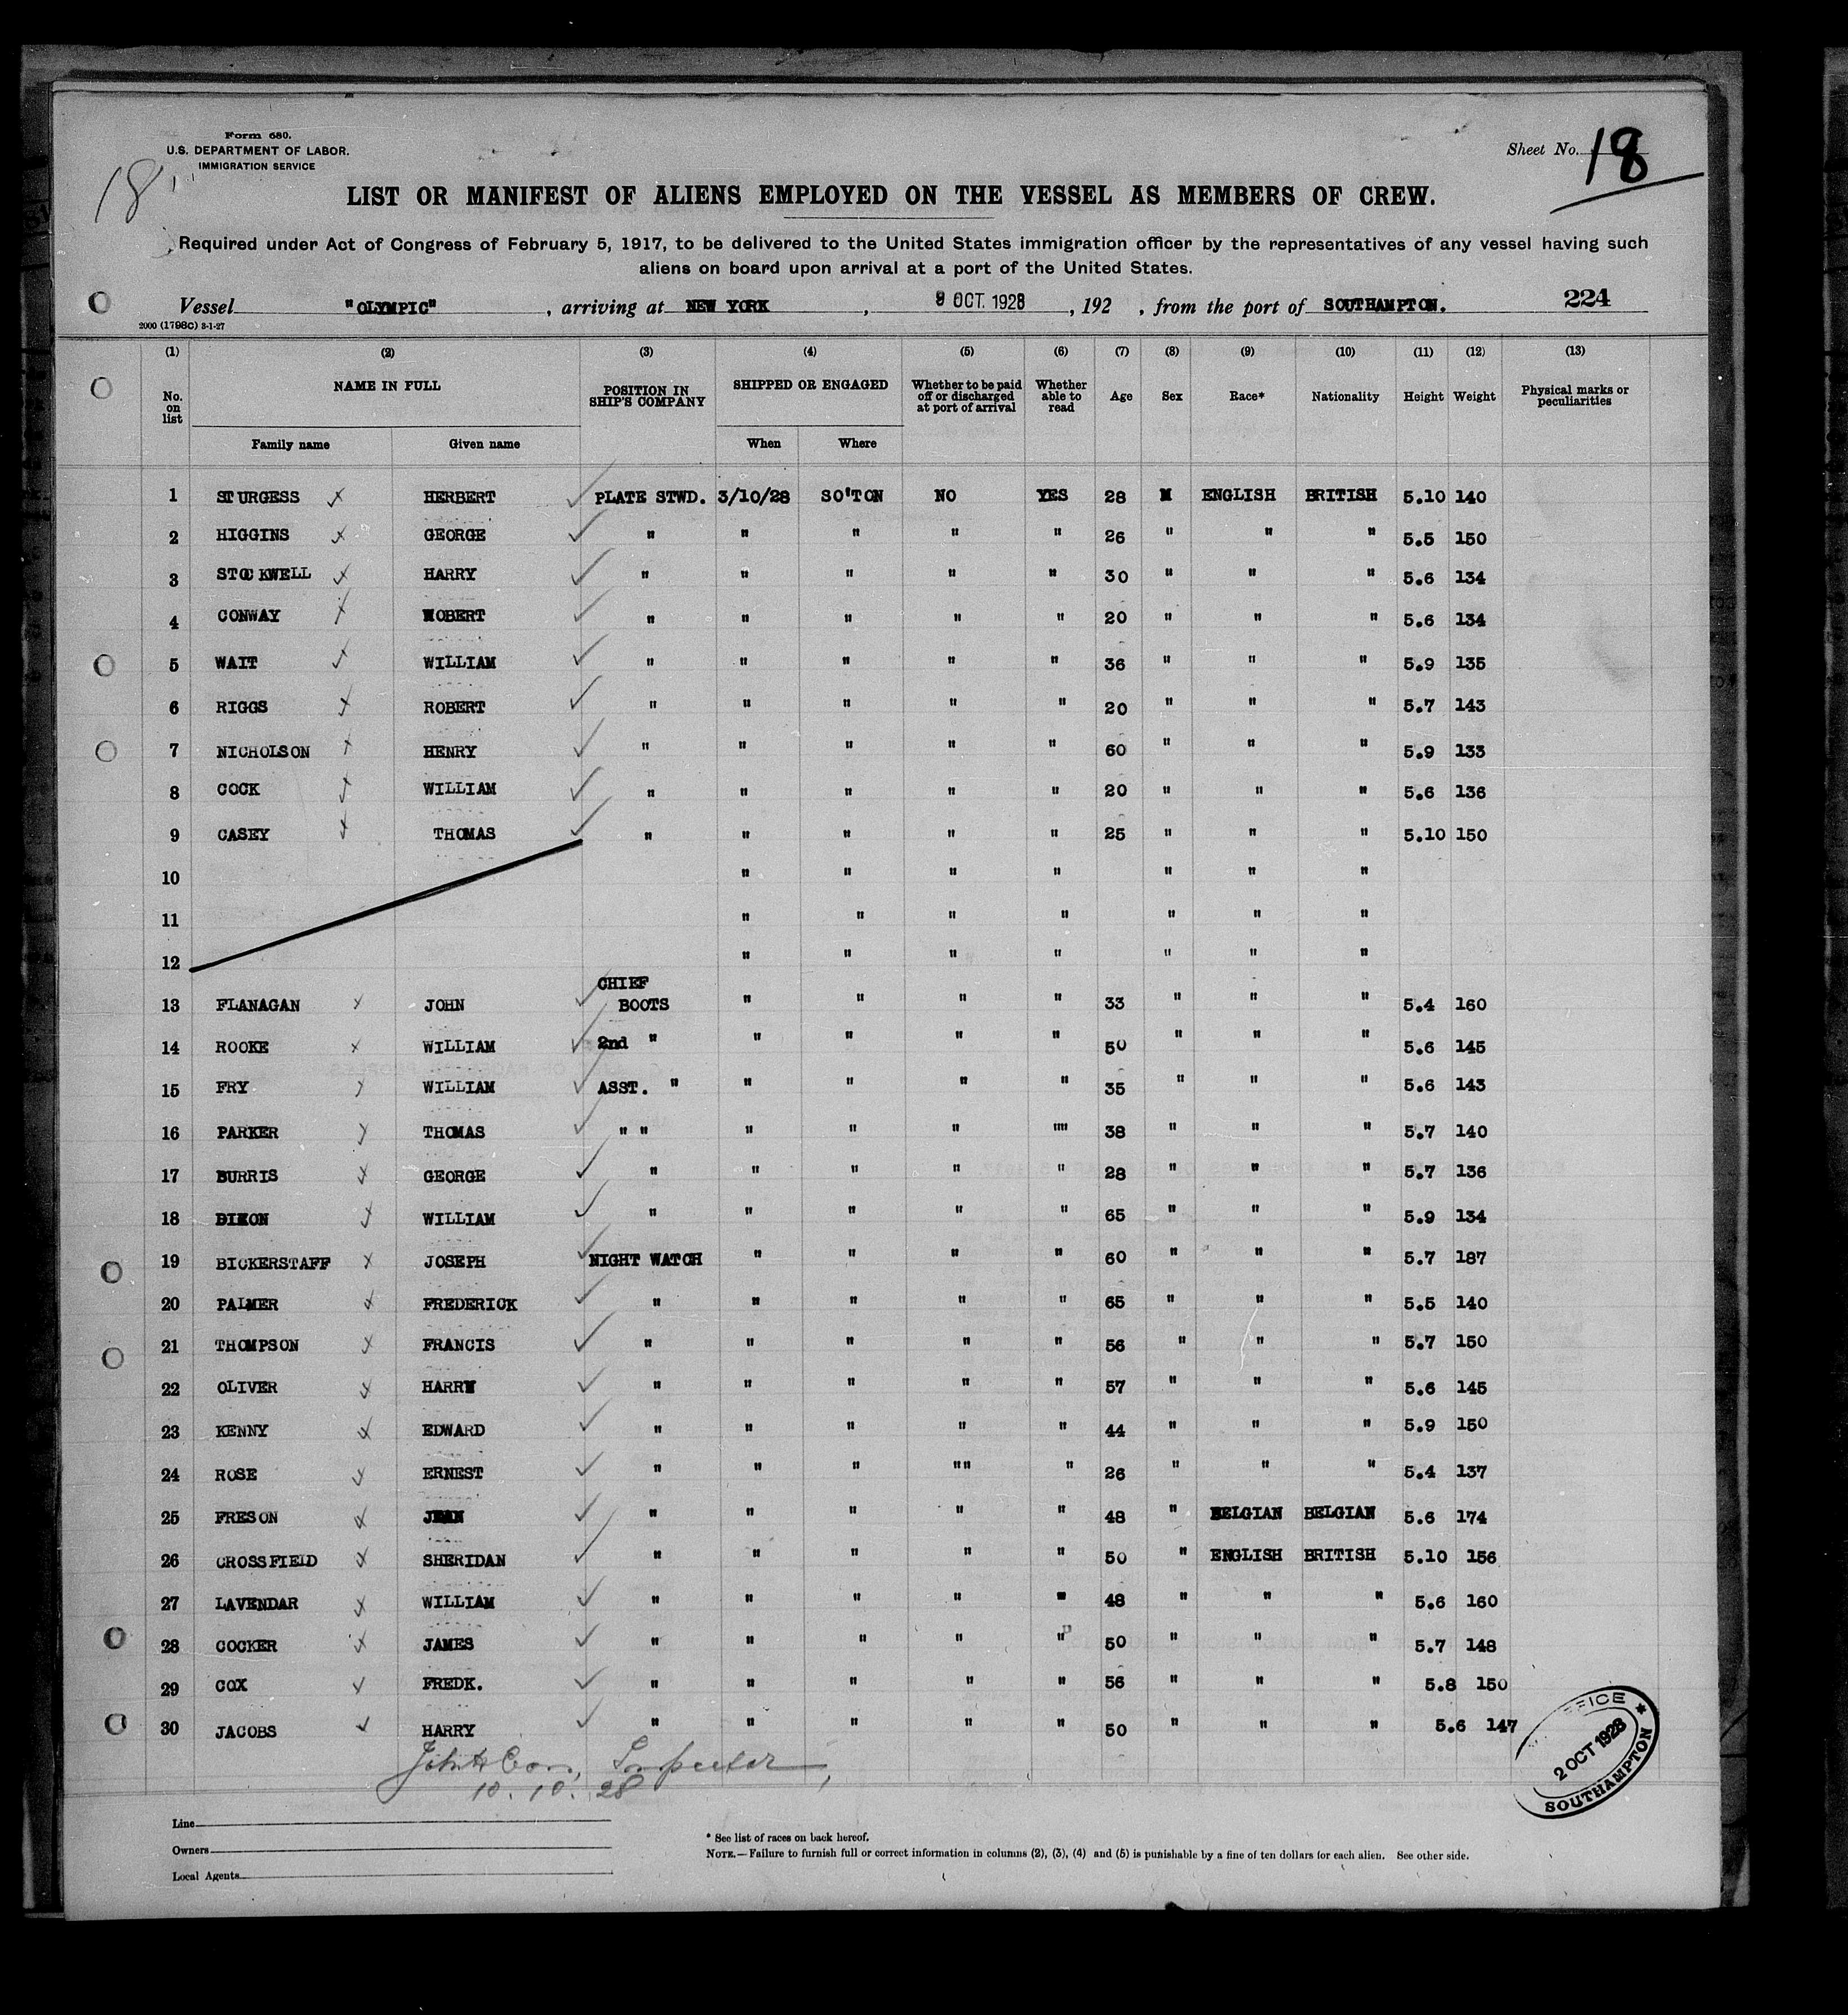 Form 680.
U.S. DEPARTMENT OF LABOR.
IMMIGRATION SERVICE
18
Sheet No. 18
LIST OR MANIFEST OF ALIENS EMPLOYED ON THE VESSEL AS MEMBERS OF CREW.
Required under Act of Congress of February 5, 1917, to be delivered to the United States immigration officer by the representatives of any vessel having such
aliens on board upon arrival at a port of the United States.
Vessel "OLYMPIC" , arriving at NEW YORK , 9 OCT. 1928 , 192 , from the port of SOUTHAMPTON. 224
2000 (1798C) 3-1-27
(1) (2) (3) (4) (5) (6) (7) (8) (9) (10) (11) (12) (13)
No. on list NAME IN FULL POSITION IN SHIP'S COMPANY SHIPPED OR ENGAGED Whether to be paid off or discharged at port of arrival Whether able to read Age Sex Race* Nationality Height Weight Physical marks or peculiarities
Family name Given name When Where
1 STURGESS HERBERT PLATE STWD. 3/10/28 SO'TON NO YES 28 M ENGLISH BRITISH 5.10 140
2 HIGGINS GEORGE " " " " " 26 " " " 5.5 150
3 STOCKWELL HARRY " " " " " 30 " " " 5.6 134
4 CONWAY " " " " " 20 " " " 5.6 134
5 WAIT WILLIAM " " " " " 36 " " " 5.9 135
6 RIGGS ROBERT " " " " " 20 " " " 5.7 143
7 NICHOLSON HENRY " " " " " 60 " " " 5.9 133
8 COCK WILLIAM " " " " " 20 " " " 5.6 136
9 CASEY THOMAS " " " " " 25 " " " 5.10 150
10 " " " " " " "
11 " " " " " " "
12 " " " " " " "
13 FLANAGAN JOHN CHIEF BOOTS " " " " 33 " " " 5.4 160
14 ROOKE WILLIAM 2nd " " " " " 50 " " " 5.6 145
15 FRY WILLIAM ASST. " " " " " 35 " " " 5.6 143
16 PARKER THOMAS " " " " " "" 38 " " " 5.7 140
17 BURRIS GEORGE " " " " " 28 " " " 5.7 136
18 DIXON WILLIAM " " " " " 65 " " " 5.9 134
19 BICKERSTAFF JOSEPH NIGHT WATCH " " " " 60 " " " 5.7 187
20 PALMER FREDERICK " " " " " 65 " " " 5.5 140
21 THOMPSON FRANCIS " " " " " 56 " " " 5.7 150
22 OLIVER HARRY " " " " " 57 " " " 5.6 145
23 KENNY EDWARD " " " " " 44 " " " 5.9 150
24 ROSE ERNEST " " " "" " 26 " " " 5.4 137
25 FRESON JEAN " " " " " 48 " BELGIAN BELGIAN 5.6 174
26 CROSSFIELD SHERIDAN " " " " " 50 " ENGLISH BRITISH 5.10 156
27 LAVENDAR WILLIAM " " " " " 48 " " " 5.6 160
28 COCKER JAMES " " " " " 50 " " " 5.7 148
29 COX FREDK. " " " " " 56 " " " 5.8 150
30 JACOBS HARRY " " " " " 50 " " " 5.6 147
Inspector
10.10.28
2 OCT 1928
SOUTHAMPTON
Line
Owners
Local Agents
* See list of races on back hereof.
NOTE.—Failure to furnish full or correct information in columns (2), (3), (4) and (5) is punishable by a fine of ten dollars for each alien. See other side.